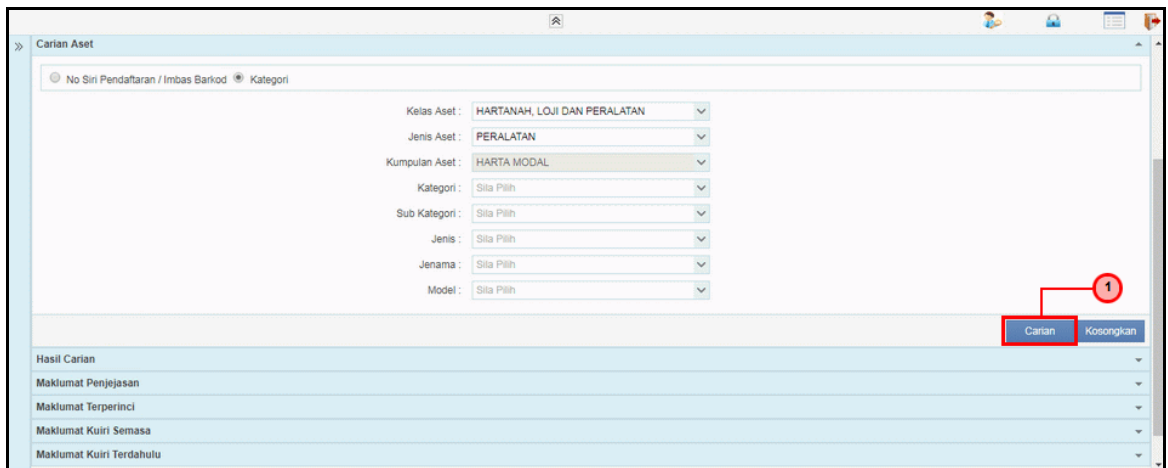 Carian Aset
No Siri Pendaftaran / Imbas Barkod Kategori
Kelas Aset : HARTANAH, LOJI DAN PERALATAN
Jenis Aset : PERALATAN
Kumpulan Aset : HARTA MODAL
Kategori : Sila Pilih
Sub Kategori : Sila Pilih
Jenis : Sila Pilih
Jenama : Sila Pilih
Model : Sila Pilih
1
Carian Kosongkan
Hasil Carian
Maklumat Penjejasan
Maklumat Terperinci
Maklumat Kuiri Semasa
Maklumat Kuiri Terdahulu